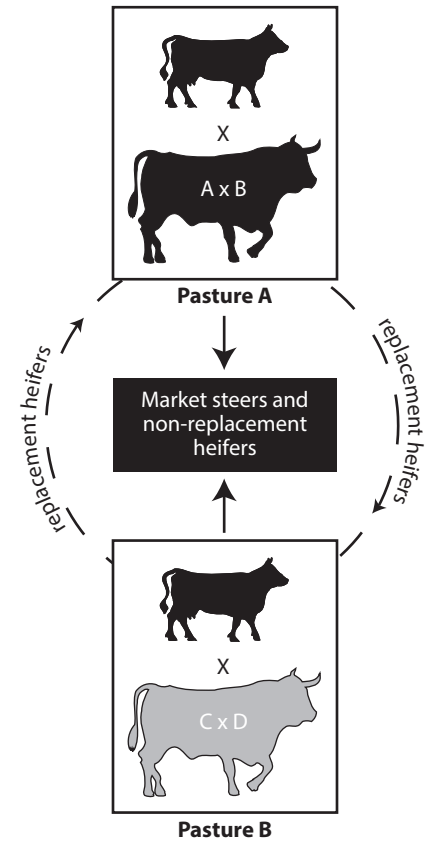 X
A x B
Pasture A
replacement heifers
replacement heifers
Market steers and
non-replacement
heifers
X
C x D
Pasture B